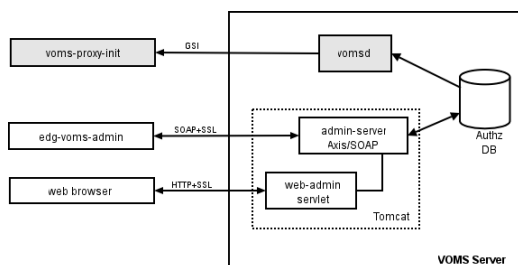 voms-proxy-init
GSI
vomsd
edg-voms-admin
SOAP+SSL
admin-server
Axis/SOAP
Authz
DB
web browser
HTTP+SSL
web-admin
servlet
Tomcat
VOMS Server